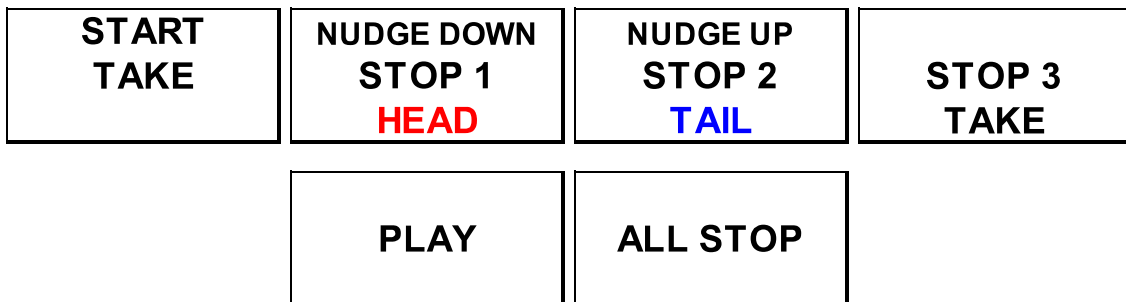 START
TAKE
NUDGE DOWN
STOP 1
HEAD
NUDGE UP
STOP 2
TAIL
STOP 3
TAKE
PLAY
ALL STOP